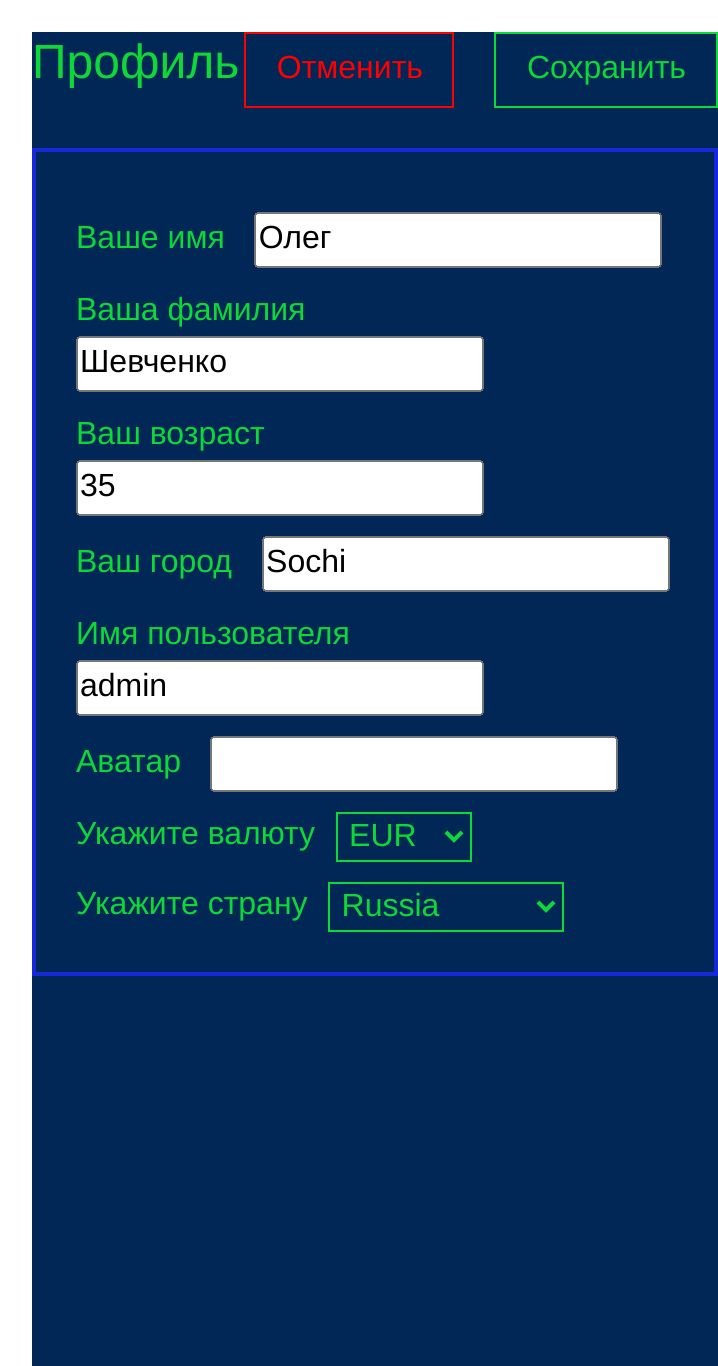 Профиль Отменить Сохранить
Ваше имя Олег
Ваша фамилия
Шевченко
Ваш возраст
35
Ваш город Sochi
Имя пользователя
admin
Аватар
Укажите валюту EUR
Укажите страну Russia